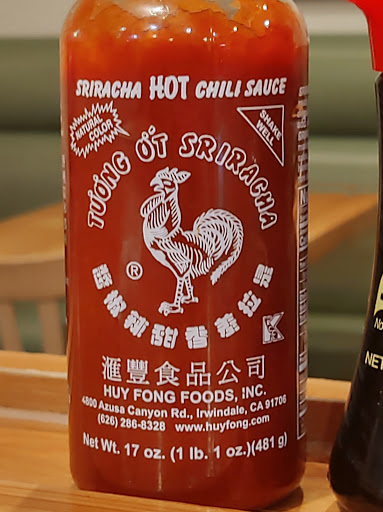 SRIRACHA HOT CHILI SAUCE
NATURAL COLOR
SHAKE WELL
TƯƠNG ỚT SRIRACHA
®
是拉差香甜辣椒醬
K
滙豐食品公司
HUY FONG FOODS, INC.
4800 Azusa Canyon Rd., Irwindale, CA 91706
(626) 286-8328 www.huyfong.com
Net Wt. 17 oz. (1 lb. 1 oz.)(481 g)
NET